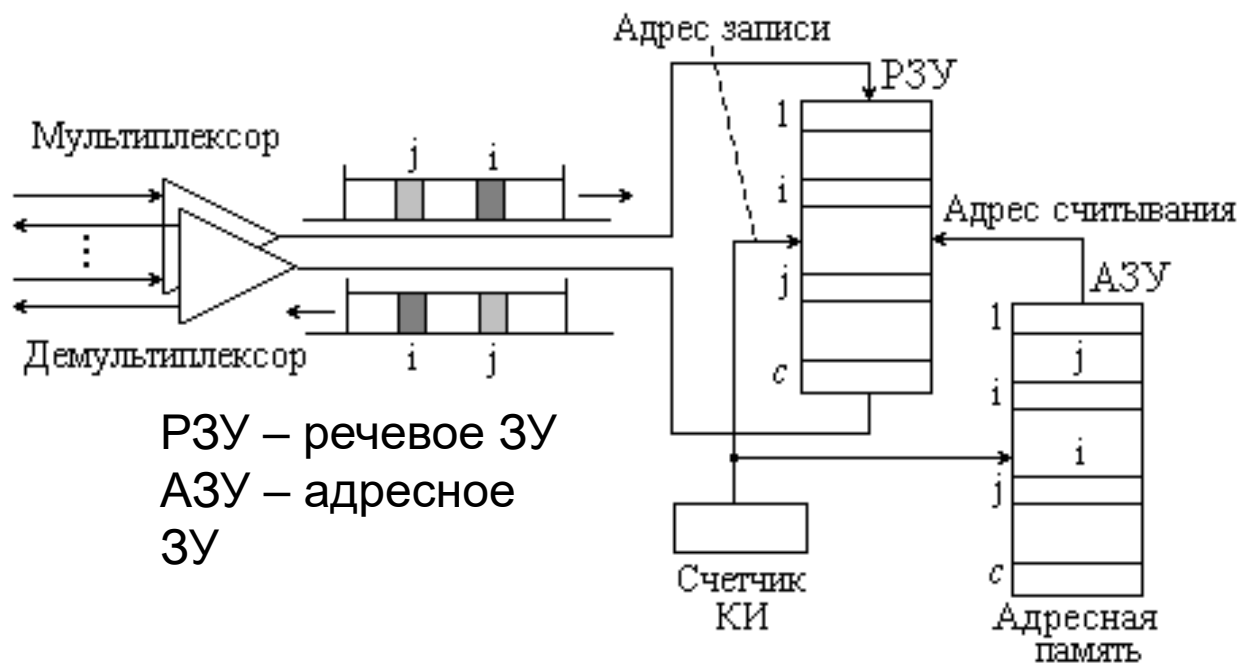 Адрес записи
РЗУ
Мультиплексор
j i
1
i
j
c
Адрес считывания
АЗУ
Демультиплексор
i j
1
j
i
i
j
c
РЗУ – речевое ЗУ
АЗУ – адресное
ЗУ
Счетчик
КИ
Адресная
память